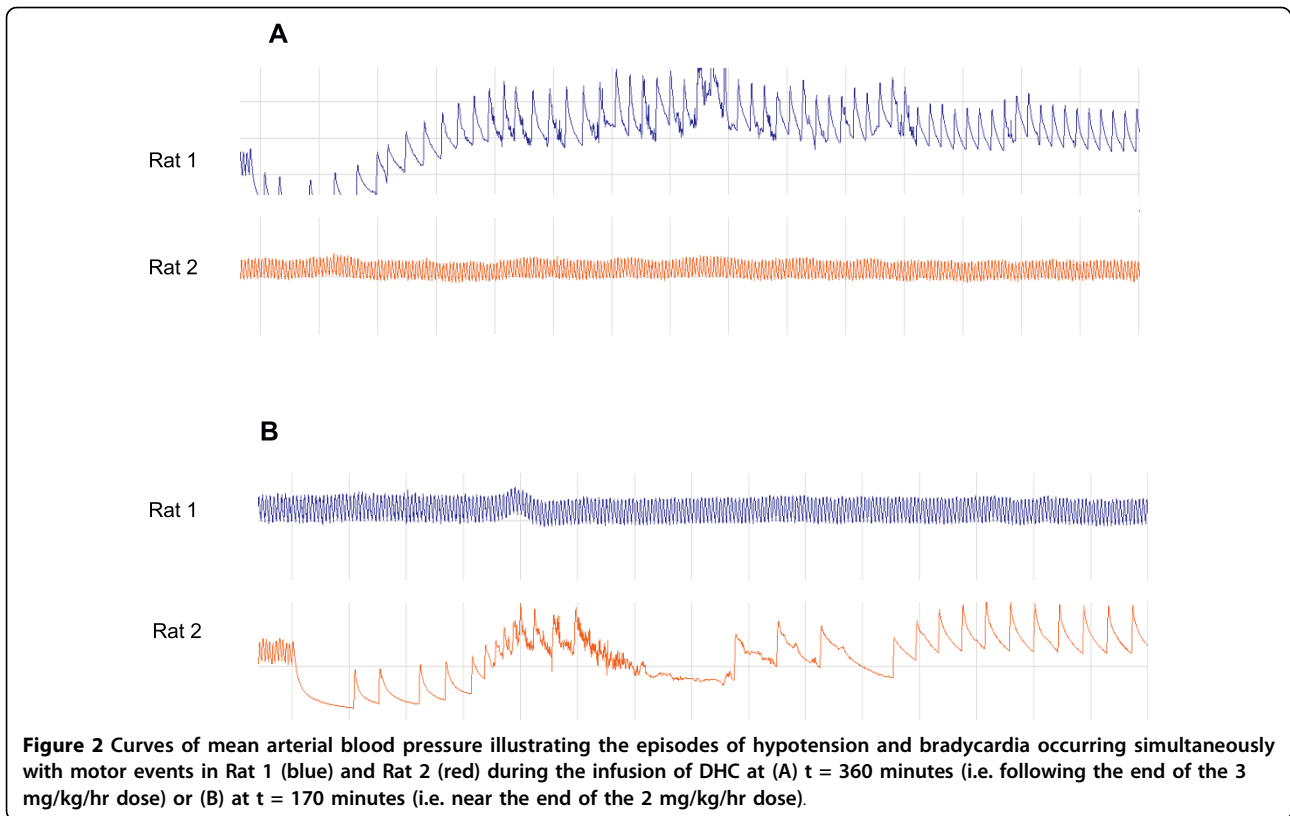 A
Rat 1
Rat 2
B
Rat 1
Rat 2
Figure 2 Curves of mean arterial blood pressure illustrating the episodes of hypotension and bradycardia occurring simultaneously
with motor events in Rat 1 (blue) and Rat 2 (red) during the infusion of DHC at (A) t = 360 minutes (i.e. following the end of the 3
mg/kg/hr dose) or (B) at t = 170 minutes (i.e. near the end of the 2 mg/kg/hr dose).